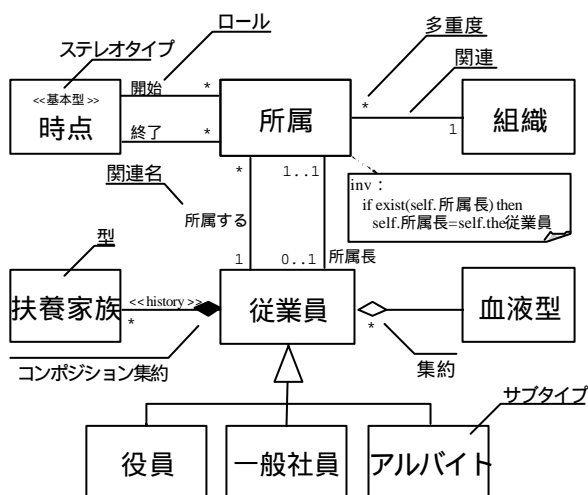 ロール
多重度
ステレオタイプ
関連
<<基本型>>
時点
開始
*
所属
*
組織
終了
*
1
関連名
*
1..1
inv：
if exist(self.所属長) then
self.所属長=self.the従業員
所属する
型
1
0..1
所属長
扶養家族
<< history >>
*
従業員
*
血液型
コンポジション集約
集約
サブタイプ
役員
一般社員
アルバイト